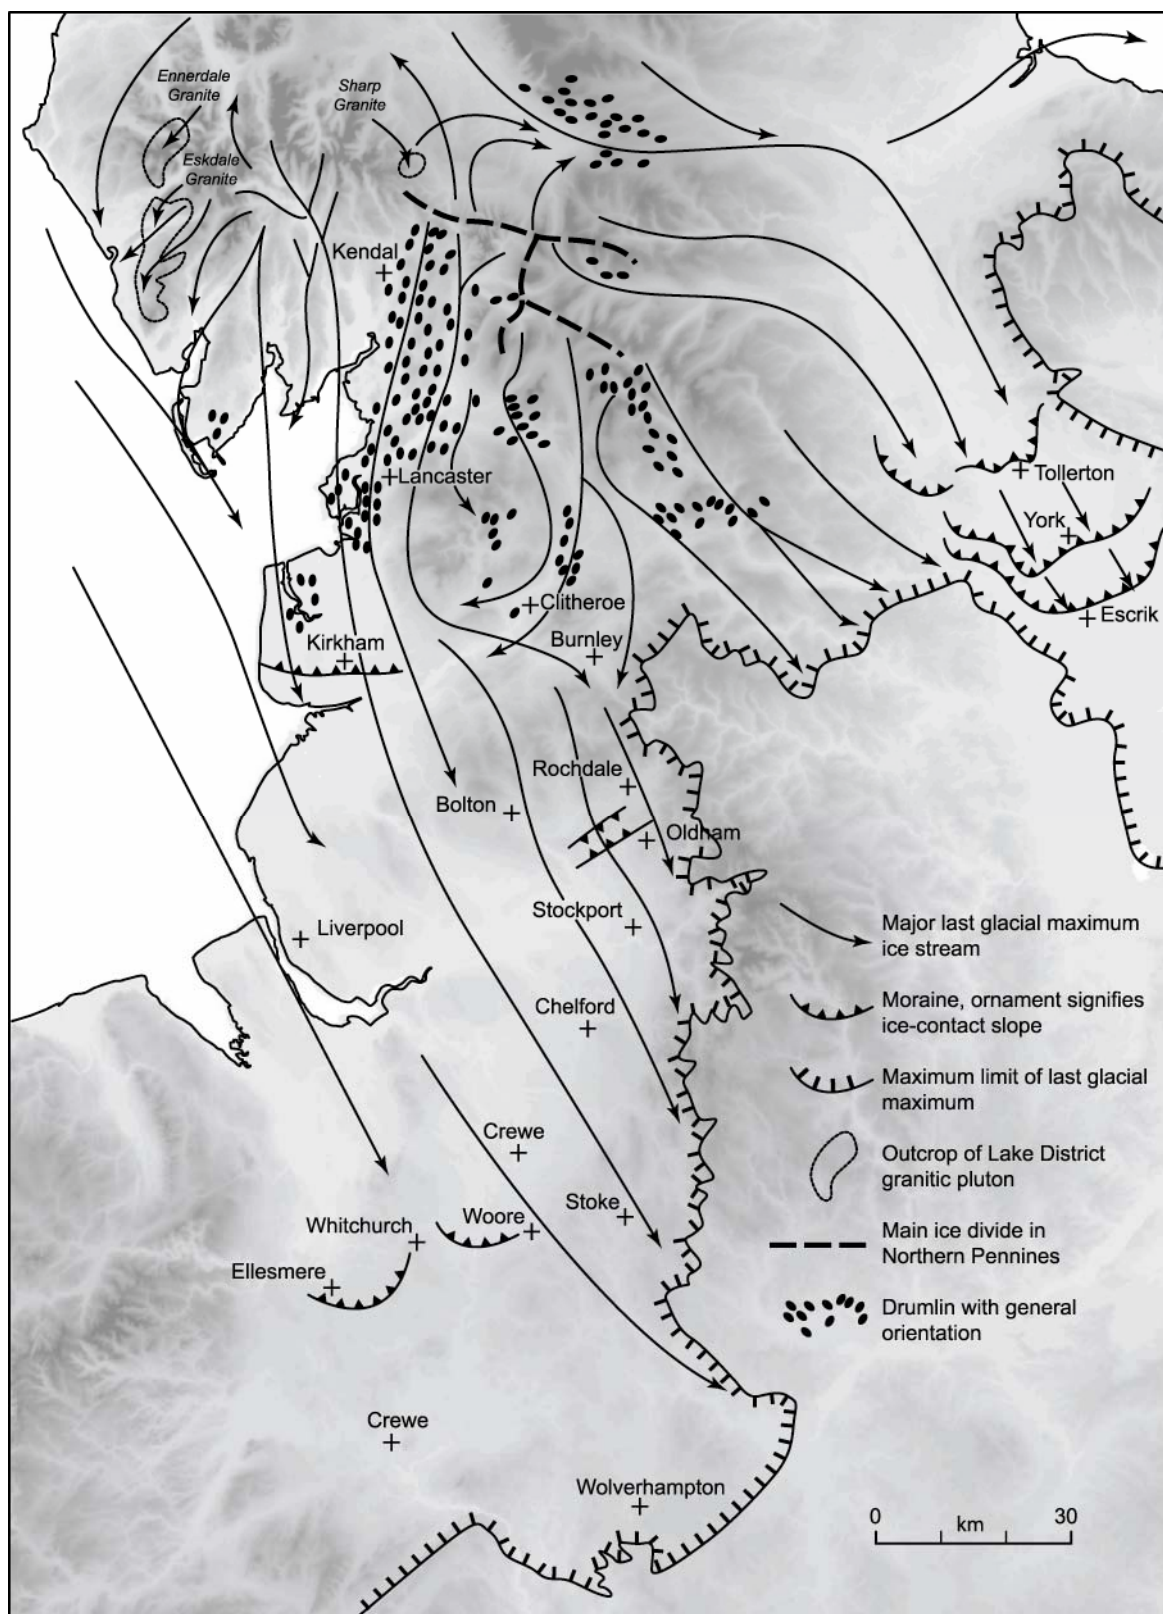 Ennerdale
Granite
Sharp
Granite
Eskdale
Granite
Kendal
Lancaster
Tollerton
York
Escrik
Clitheroe
Burnley
Kirkham
Rochdale
Bolton
Oldham
Stockport
Liverpool
Chelford
Crewe
Stoke
Woore
Whitchurch
Ellesmere
Crewe
Wolverhampton
Major last glacial maximum
ice stream
Moraine, ornament signifies
ice-contact slope
Maximum limit of last glacial
maximum
Outcrop of Lake District
granitic pluton
Main ice divide in
Northern Pennines
Drumlin with general
orientation
0 30
km